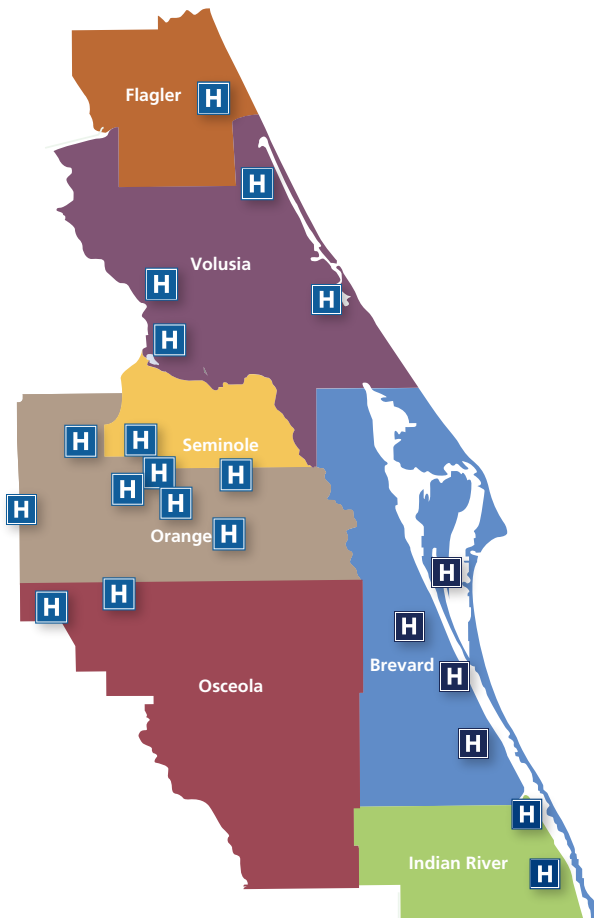 Flagler
H
H
Volusia
H
H
H
H
H
Seminole
H
H
H
H
H
Orange
H
H
H
H
H
Brevard
H
Osceola
H
H
Indian River
H